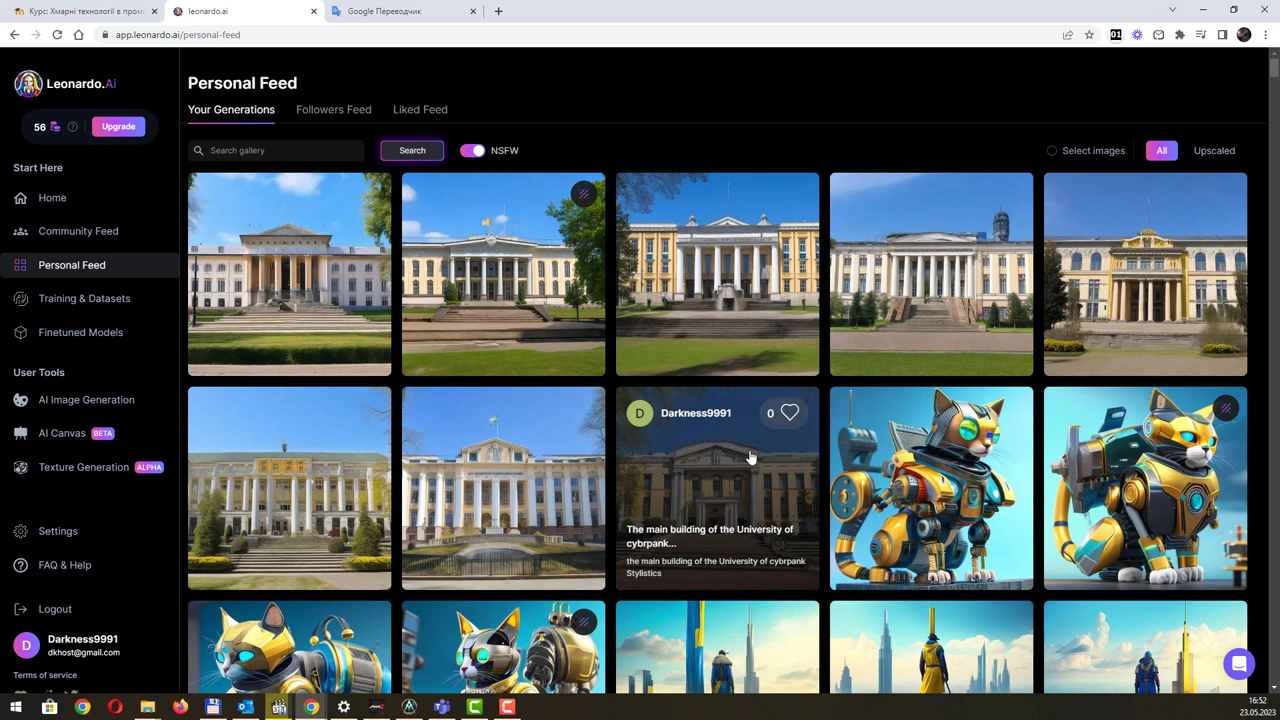 Курс: Хмарні технології в пром
leonardo.ai
Google Переводчик
app.leonardo.ai/personal-feed
01
Leonardo.Ai
56
Upgrade
Start Here
Home
Community Feed
Personal Feed
Training & Datasets
Finetuned Models
User Tools
AI Image Generation
AI Canvas BETA
Texture Generation ALPHA
Settings
FAQ & Help
Logout
D
Darkness9991
dkhost@gmail.com
Terms of service
Personal Feed
Your Generations
Followers Feed
Liked Feed
Search gallery
Search
NSFW
Select images
All
Upscaled
D
Darkness9991
0
The main building of the University of
cybrpank...
the main building of the University of cybrpank
Stylistics
16:52
23.05.2023